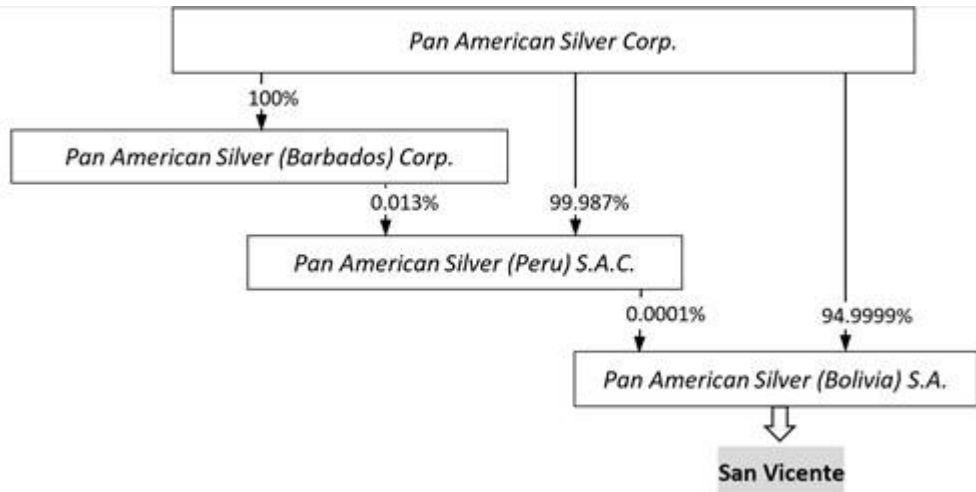 Pan American Silver Corp.
100%
Pan American Silver (Barbados) Corp.
0.013%
99.987%
Pan American Silver (Peru) S.A.C.
0.0001%
94.9999%
Pan American Silver (Bolivia) S.A.
San Vicente